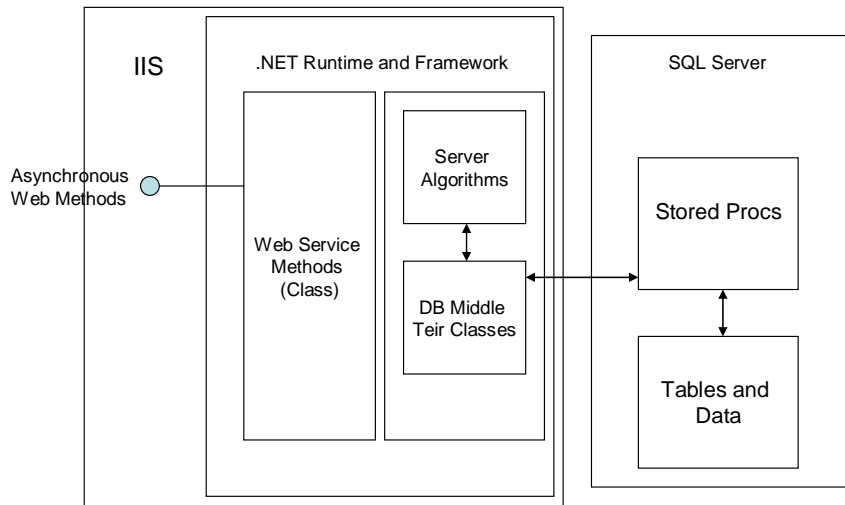 IIS
.NET Runtime and Framework
SQL Server
Asynchronous
Web Methods
Web Service
Methods
(Class)
Server
Algorithms
DB Middle
Teir Classes
Stored Procs
Tables and
Data